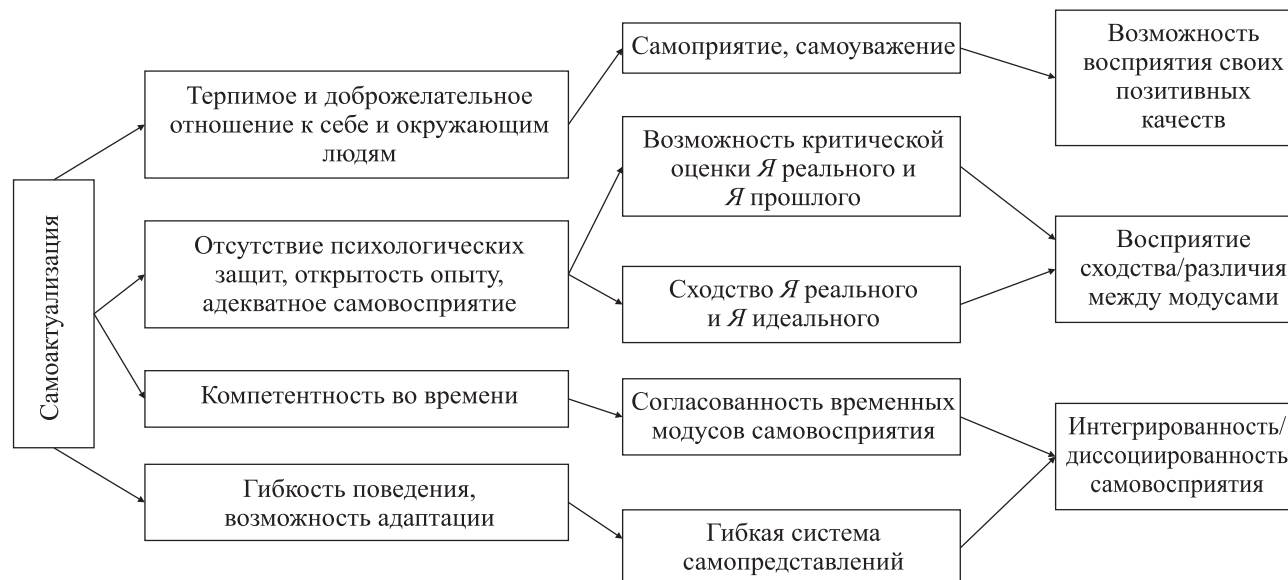 Самоактуализация
Терпимое и доброжелательное
отношение к себе и окружающим
людям
Отсутствие психологических
защит, открытость опыту,
адекватное самовосприятие
Компетентность во времени
Гибкость поведения,
возможность адаптации
Самоприятие, самоуважение
Возможность критической
оценки Я реального и
Я прошлого
Сходство Я реального
и Я идеального
Согласованность временных
модусов самовосприятия
Гибкая система
самопредставлений
Возможность
восприятия своих
позитивных
качеств
Восприятие
сходства/различия
между модусами
Интегрированность/
диссоциированность
самовосприятия